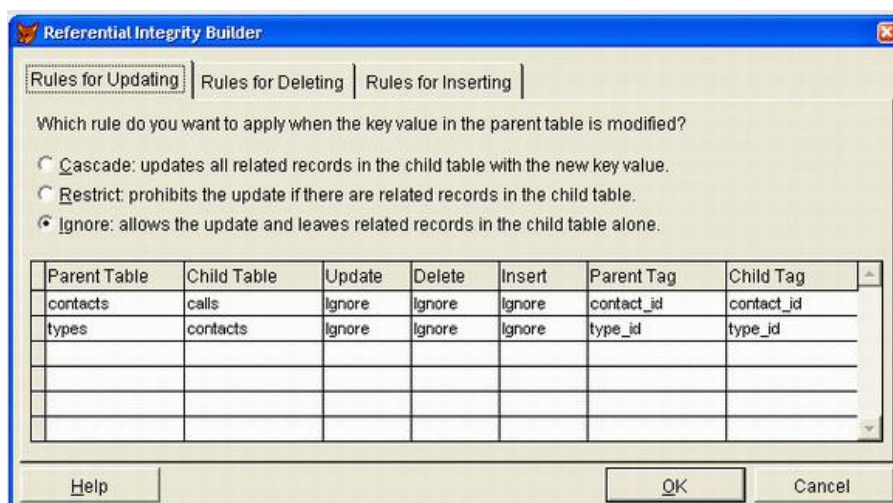 Referential Integrity Builder
Rules for Updating Rules for Deleting Rules for Inserting
Which rule do you want to apply when the key value in the parent table is modified?
Cascade: updates all related records in the child table with the new key value.
Restrict: prohibits the update if there are related records in the child table.
Ignore: allows the update and leaves related records in the child table alone.
Parent Table Child Table Update Delete Insert Parent Tag Child Tag
contacts calls Ignore Ignore Ignore contact_id contact_id
types contacts Ignore Ignore Ignore type_id type_id
Help OK Cancel